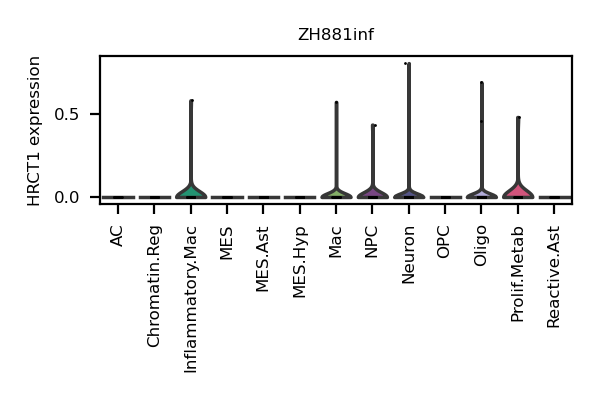 ZH881inf
HRCT1 expression
0.5
0.0
AC
Chromatin.Reg
Inflammatory.Mac
MES
MES.Ast
MES.Hyp
Mac
NPC
Neuron
OPC
Oligo
Prolif.Metab
Reactive.Ast